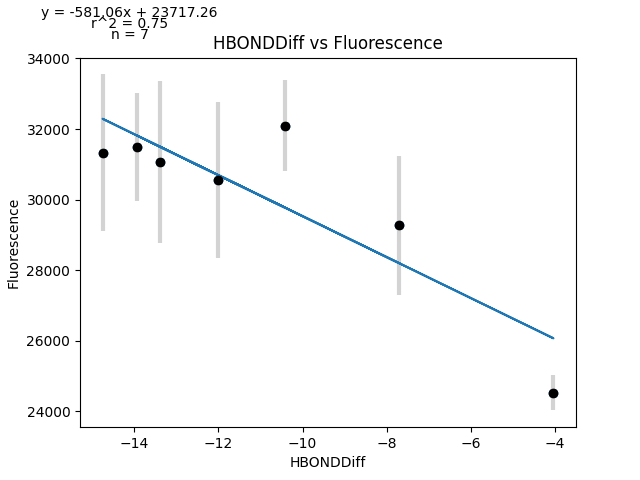 y = -581.06x + 23717.26
r^2 = 0.75
n = 7
HBONDDiff vs Fluorescence
34000
32000
30000
28000
26000
24000
Fluorescence
−14
−12
−10
−8
−6
−4
HBONDDiff